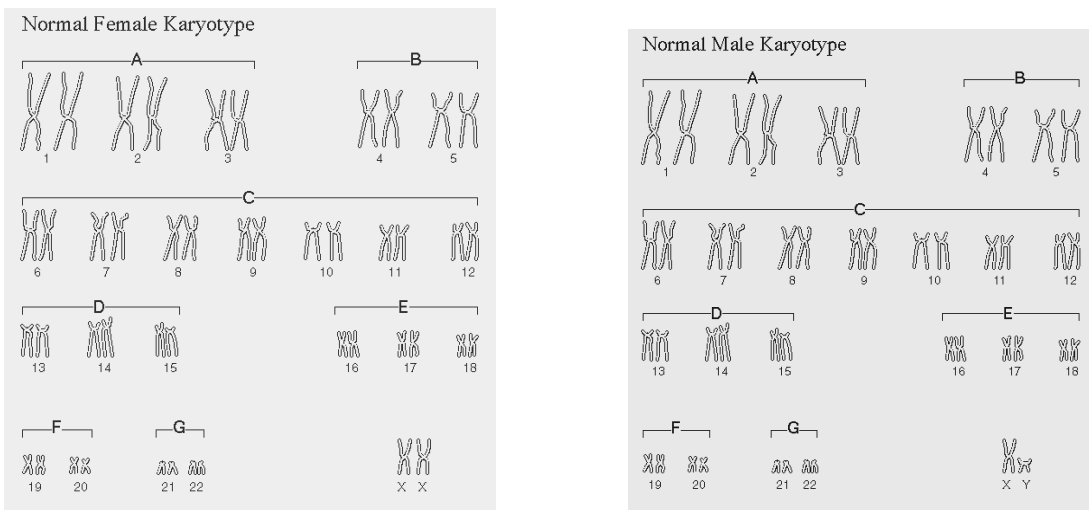 Normal Female Karyotype
A B
1 2 3 4 5
C
6 7 8 9 10 11 12
D E
13 14 15 16 17 18
F G
19 20 21 22 X X
Normal Male Karyotype
A B
1 2 3 4 5
C
6 7 8 9 10 11 12
D E
13 14 15 16 17 18
F G
19 20 21 22 X Y